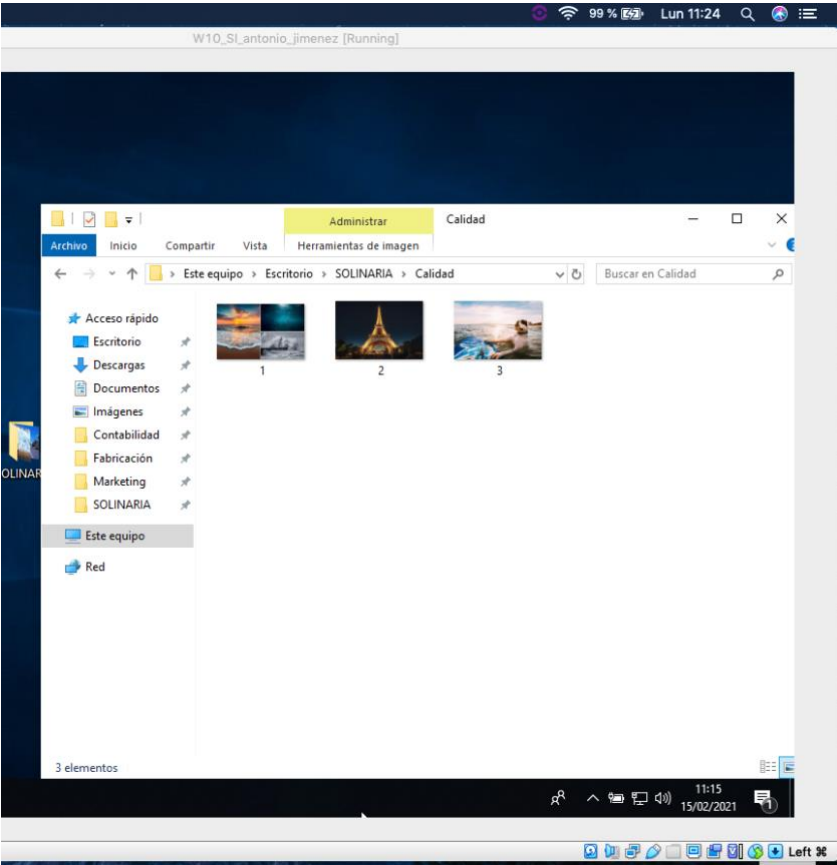 99 % Lun 11:24
W10_SI_antonio_jimenez [Running]
Administrar Calidad
Archivo Inicio Compartir Vista Herramientas de imagen
Este equipo > Escritorio > SOLINARIA > Calidad Buscar en Calidad
Acceso rápido
Escritorio
Descargas
Documentos
Imágenes
Contabilidad
Fabricación
Marketing
SOLINARIA
Este equipo
Red
1 2 3
OLINAR
3 elementos
11:15
15/02/2021
1
Left ⌘